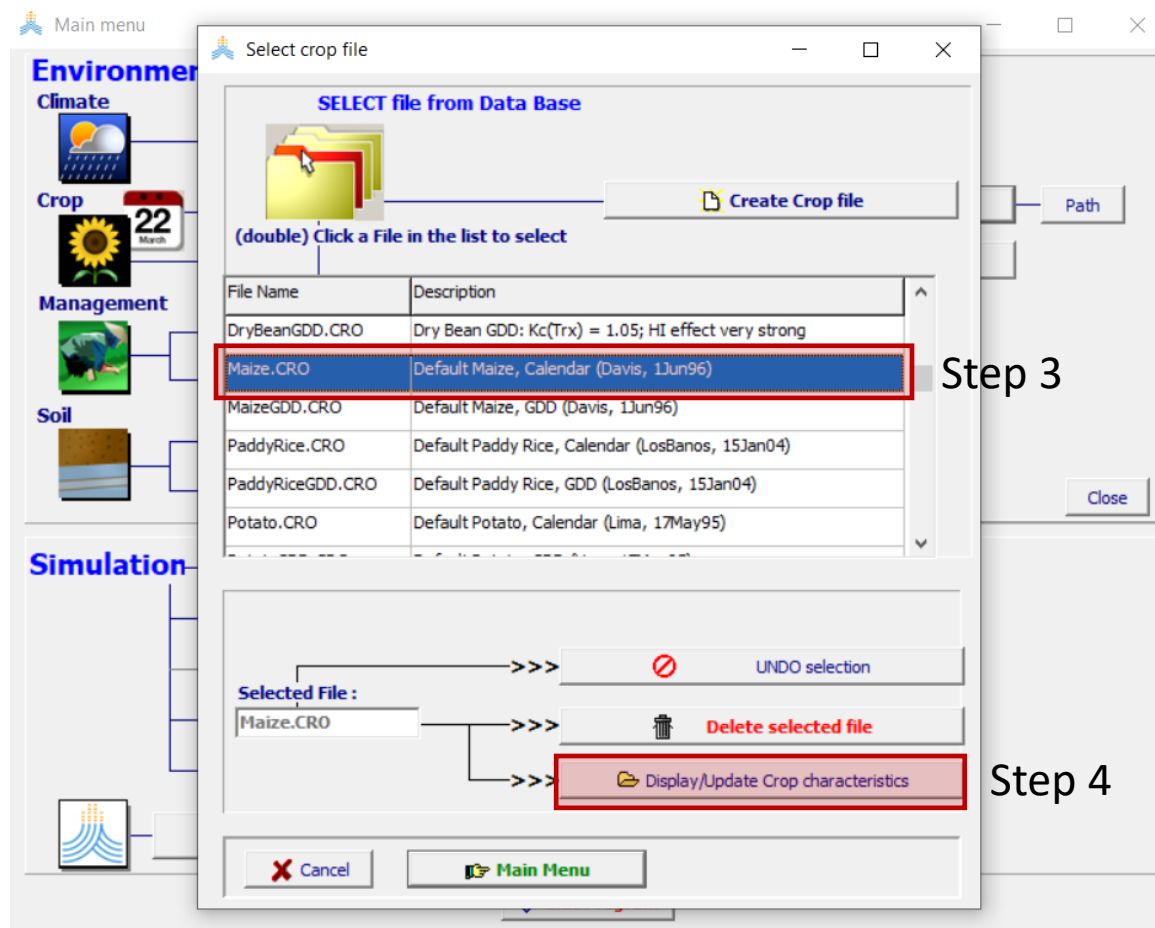 Main menu
Select crop file
Environmen
Climate
SELECT file from Data Base
Crop
22
March
Create Crop file
Path
(double) Click a File in the list to select
File Name Description
Management
DryBeanGDD.CRO Dry Bean GDD: Kc(Trx) = 1.05; HI effect very strong
Maize.CRO Default Maize, Calendar (Davis, 1Jun96)
Step 3
MaizeGDD.CRO Default Maize, GDD (Davis, 1Jun96)
Soil
PaddyRice.CRO Default Paddy Rice, Calendar (LosBanos, 15Jan04)
PaddyRiceGDD.CRO Default Paddy Rice, GDD (LosBanos, 15Jan04)
Close
Potato.CRO Default Potato, Calendar (Lima, 17May95)
Simulation
>>> UNDO selection
Selected File :
Maize.CRO
>>> Delete selected file
>>> Display/Update Crop characteristics
Step 4
Cancel
Main Menu